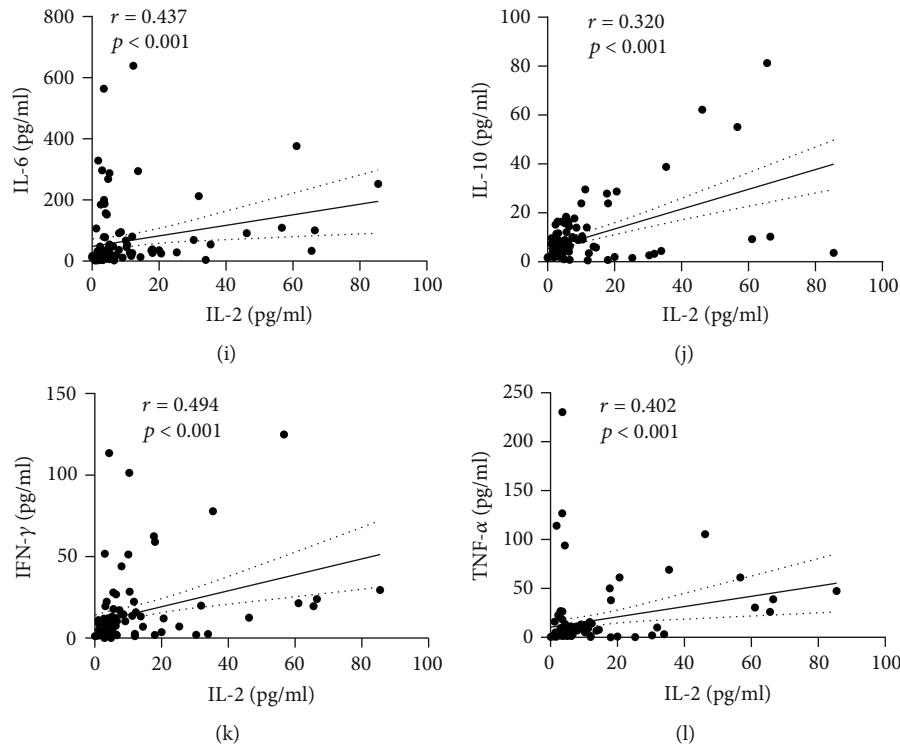 r = 0.437
p < 0.001
800
600
400
200
0
IL-6 (pg/ml)
0 20 40 60 80 100
IL-2 (pg/ml)
(i)
r = 0.320
p < 0.001
100
80
60
40
20
0
IL-10 (pg/ml)
0 20 40 60 80 100
IL-2 (pg/ml)
(j)
r = 0.494
p < 0.001
150
100
50
0
IFN-γ (pg/ml)
0 20 40 60 80 100
IL-2 (pg/ml)
(k)
r = 0.402
p < 0.001
250
200
150
100
50
0
TNF-α (pg/ml)
0 20 40 60 80 100
IL-2 (pg/ml)
(l)